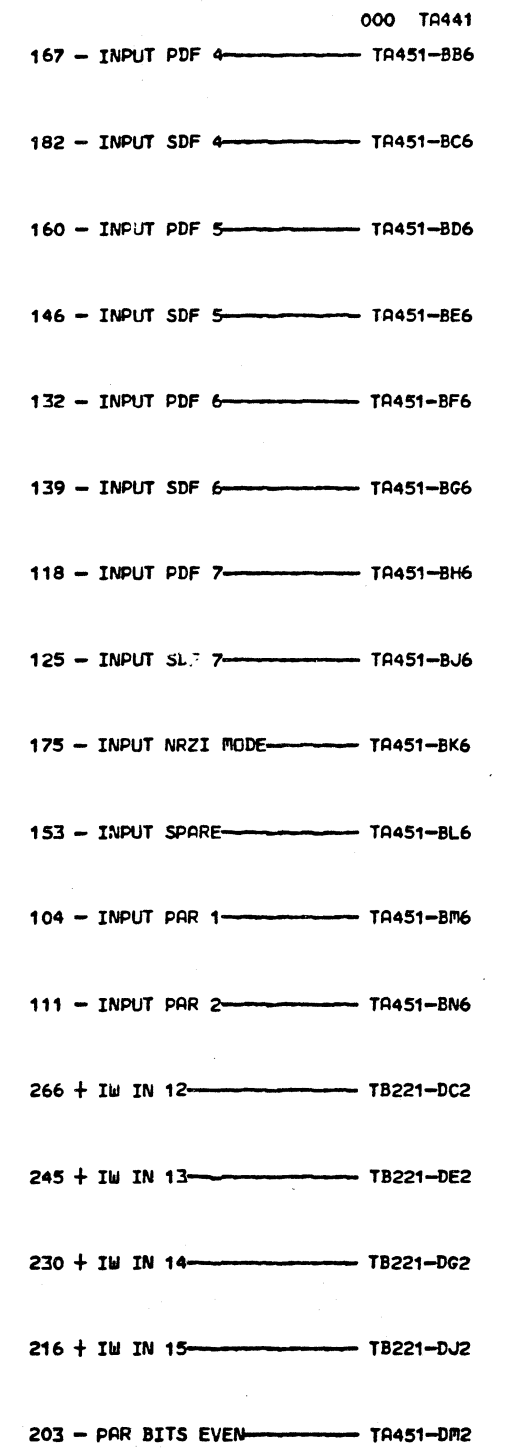 000 TA441
167 - INPUT PDF 4 TA451-BB6
182 - INPUT SDF 4 TA451-BC6
160 - INPUT PDF 5 TA451-BD6
146 - INPUT SDF 5 TA451-BE6
132 - INPUT PDF 6 TA451-BF6
139 - INPUT SDF 6 TA451-BG6
118 - INPUT PDF 7 TA451-BH6
125 - INPUT 7 TA451-BJ6
175 - INPUT NRZI MODE TA451-BK6
153 - INPUT SPARE TA451-BL6
104 - INPUT PAR 1 TA451-BM6
111 - INPUT PAR 2 TA451-BN6
266 + IW IN 12 TB221-DC2
245 + IW IN 13 TB221-DE2
230 + IW IN 14 TB221-DG2
216 + IW IN 15 TB221-DJ2
203 - PAR BITS EVEN TA451-DM2